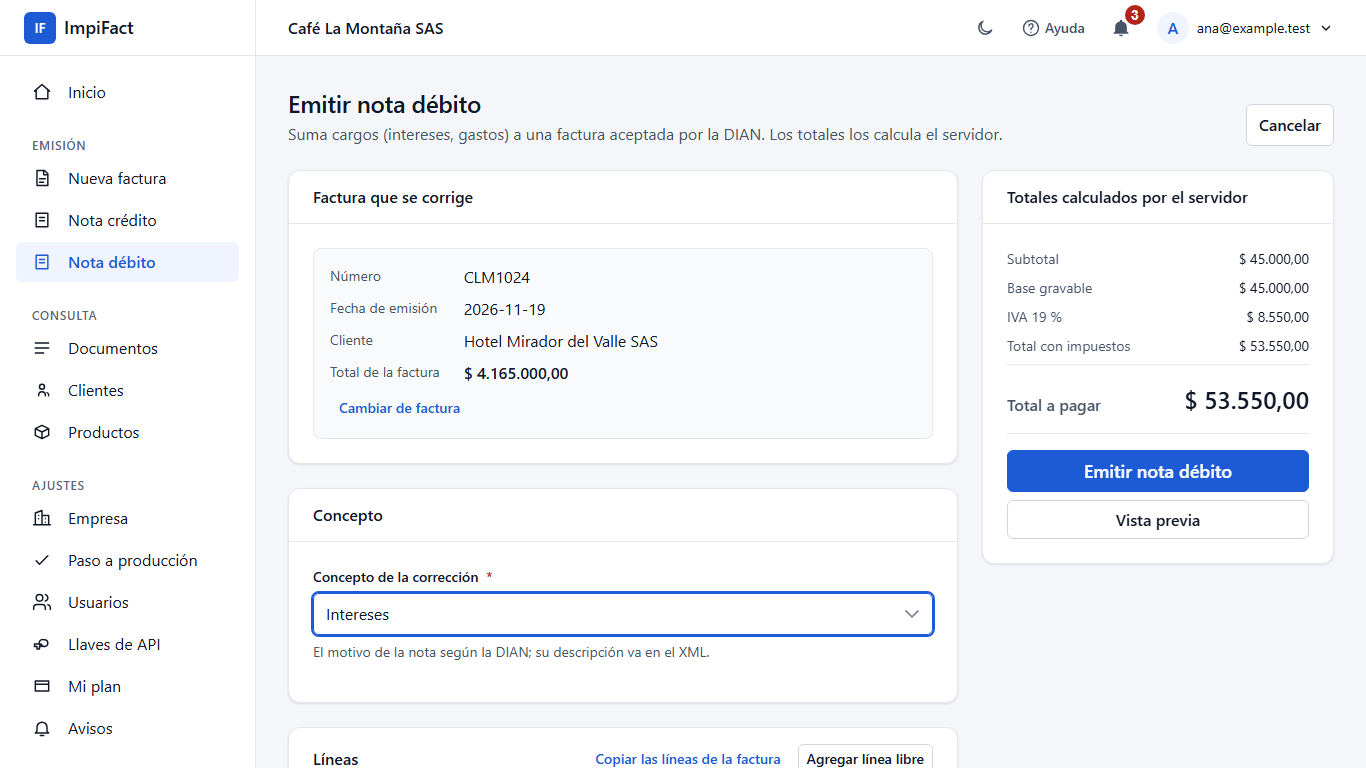 IF ImpiFact
Café La Montaña SAS
Ayuda
3
A ana@example.test
Inicio
EMISIÓN
Nueva factura
Nota crédito
Nota débito
CONSULTA
Documentos
Clientes
Productos
AJUSTES
Empresa
Paso a producción
Usuarios
Llaves de API
Mi plan
Avisos
Emitir nota débito
Suma cargos (intereses, gastos) a una factura aceptada por la DIAN. Los totales los calcula el servidor.
Cancelar
Factura que se corrige
Número CLM1024
Fecha de emisión 2026-11-19
Cliente Hotel Mirador del Valle SAS
Total de la factura $ 4.165.000,00
Cambiar de factura
Concepto
Concepto de la corrección *
Intereses
El motivo de la nota según la DIAN; su descripción va en el XML.
Líneas Copiar las líneas de la factura Agregar línea libre
Totales calculados por el servidor
Subtotal $ 45.000,00
Base gravable $ 45.000,00
IVA 19 % $ 8.550,00
Total con impuestos $ 53.550,00
Total a pagar $ 53.550,00
Emitir nota débito
Vista previa